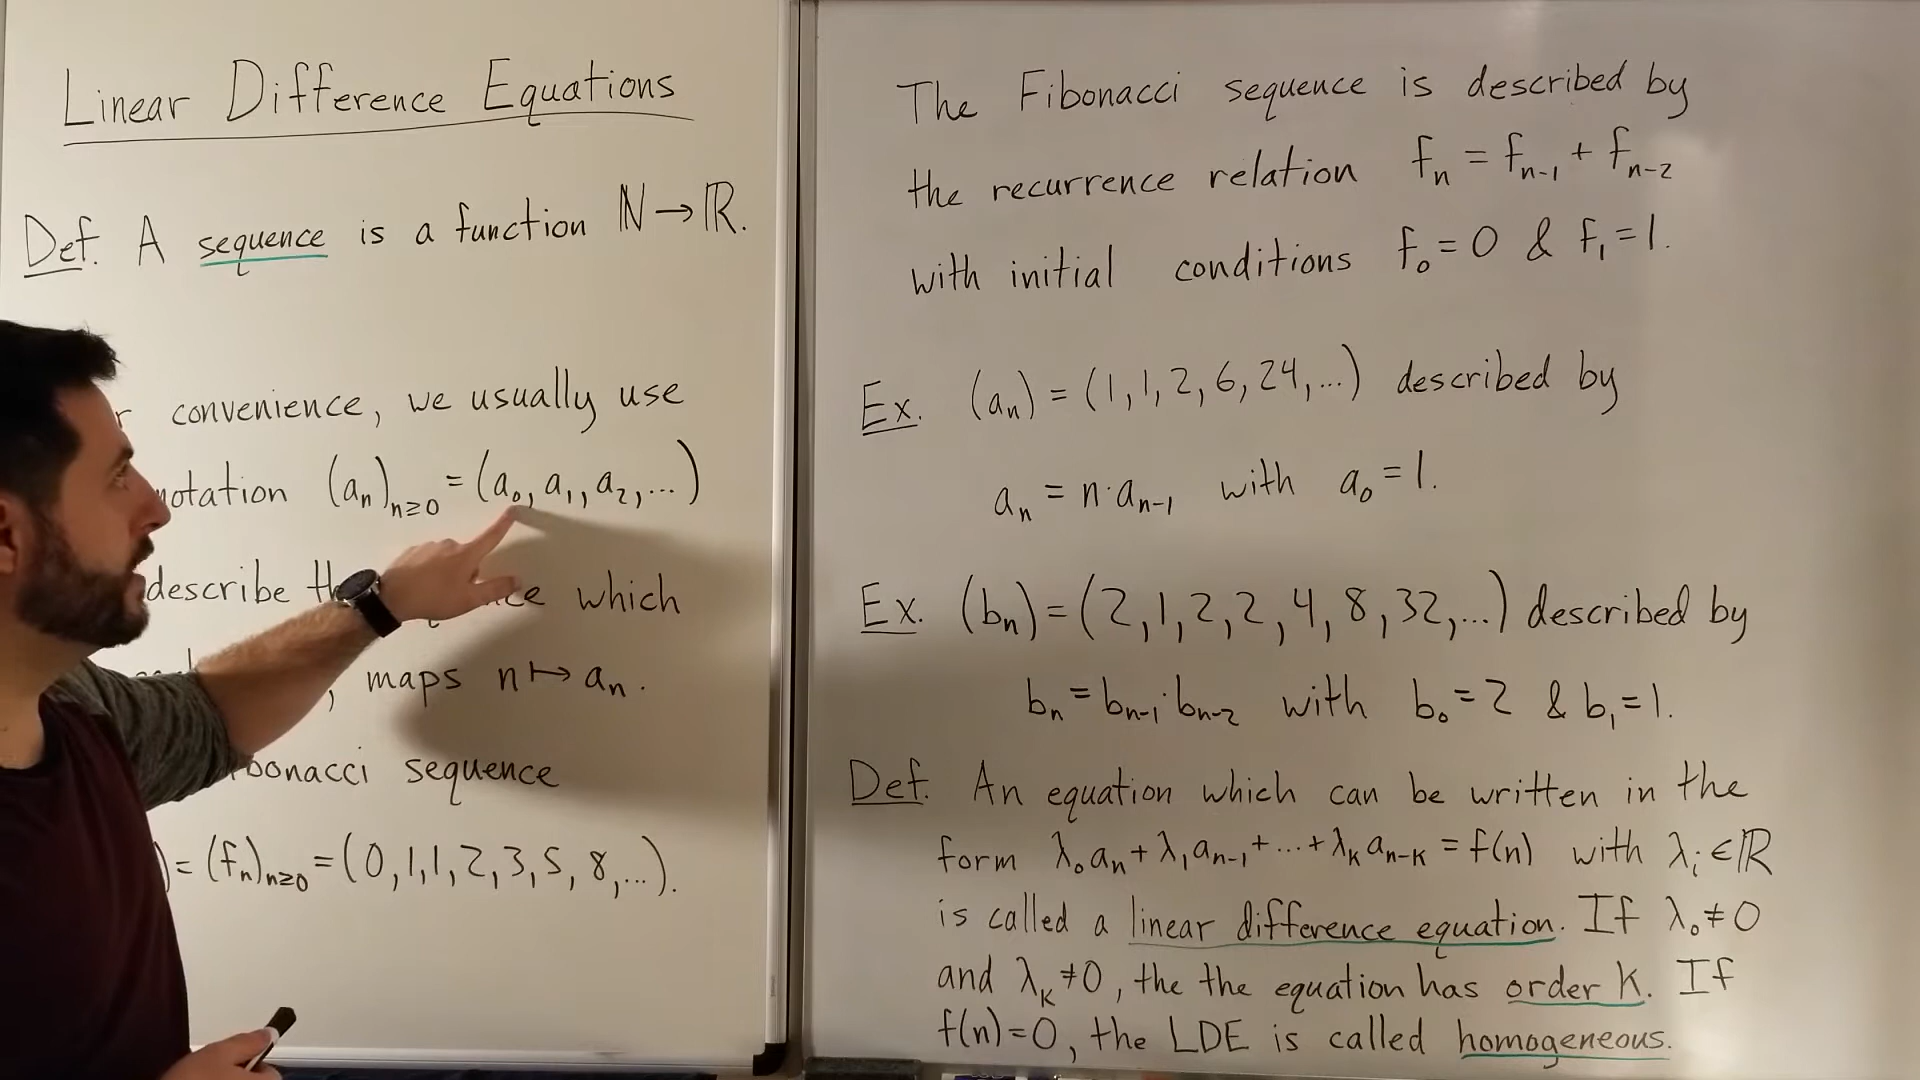 Linear Difference Equations
Def. A sequence is a function ℕ→ℝ.
convenience, we usually use
notation (aₙ)ₙ≥₀ = (a₀, a₁, a₂, ...)
describe which
, maps n ↦ aₙ.
sequence
= (fₙ)ₙ≥₀ = (0, 1, 1, 2, 3, 5, 8, ...).
The Fibonacci sequence is described by
the recurrence relation fₙ = fₙ₋₁ + fₙ₋₂
with initial conditions f₀ = 0 & f₁ = 1.
Ex. (aₙ) = (1, 1, 2, 6, 24, ...) described by
aₙ = n·aₙ₋₁ with a₀ = 1.
Ex. (bₙ) = (2, 1, 2, 2, 4, 8, 32, ...) described by
bₙ = bₙ₋₁·bₙ₋₂ with b₀ = 2 & b₁ = 1.
Def. An equation which can be written in the
form λ₀aₙ + λ₁aₙ₋₁ + ... + λₖaₙ₋ₖ = f(n) with λᵢ ∈ ℝ
is called a linear difference equation. If λ₀ ≠ 0
and λₖ ≠ 0, the the equation has order k. If
f(n) = 0, the LDE is called homogeneous.